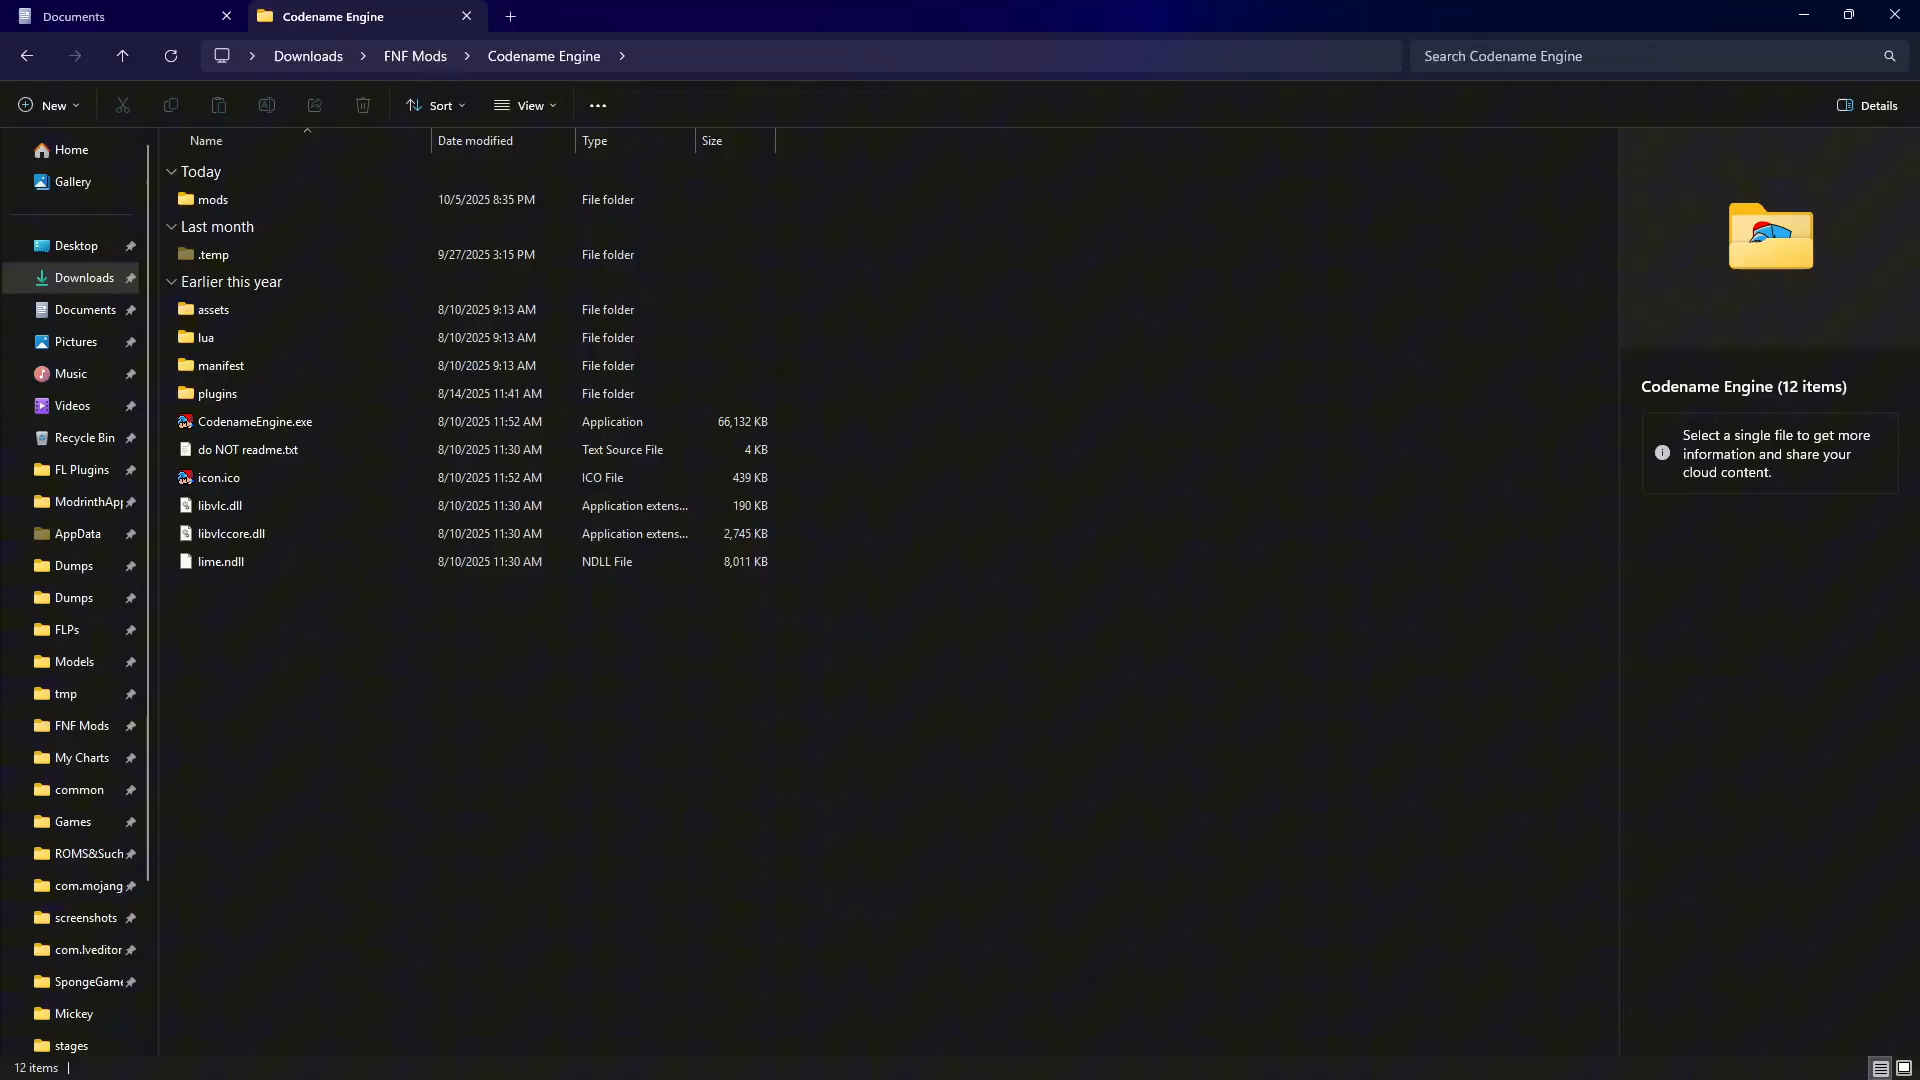 Documents
Codename Engine
Downloads
FNF Mods
Codename Engine
Search Codename Engine
New
Sort
View
Details
Name
Date modified
Type
Size
Home
Gallery
Desktop
Downloads
Documents
Pictures
Music
Videos
Recycle Bin
FL Plugins
ModrinthApp
AppData
Dumps
Dumps
FLPs
Models
tmp
FNF Mods
My Charts
common
Games
ROMS&Such
com.mojang
screenshots
com.lveditor
SpongeGame
Mickey
stages
Today
mods 10/5/2025 8:35 PM File folder
Last month
.temp 9/27/2025 3:15 PM File folder
Earlier this year
assets 8/10/2025 9:13 AM File folder
lua 8/10/2025 9:13 AM File folder
manifest 8/10/2025 9:13 AM File folder
plugins 8/14/2025 11:41 AM File folder
CodenameEngine.exe 8/10/2025 11:52 AM Application 66,132 KB
do NOT readme.txt 8/10/2025 11:30 AM Text Source File 4 KB
icon.ico 8/10/2025 11:52 AM ICO File 439 KB
libvlc.dll 8/10/2025 11:30 AM Application extens... 190 KB
libvlccore.dll 8/10/2025 11:30 AM Application extens... 2,745 KB
lime.ndll 8/10/2025 11:30 AM NDLL File 8,011 KB
Codename Engine (12 items)
Select a single file to get more
information and share your
cloud content.
12 items